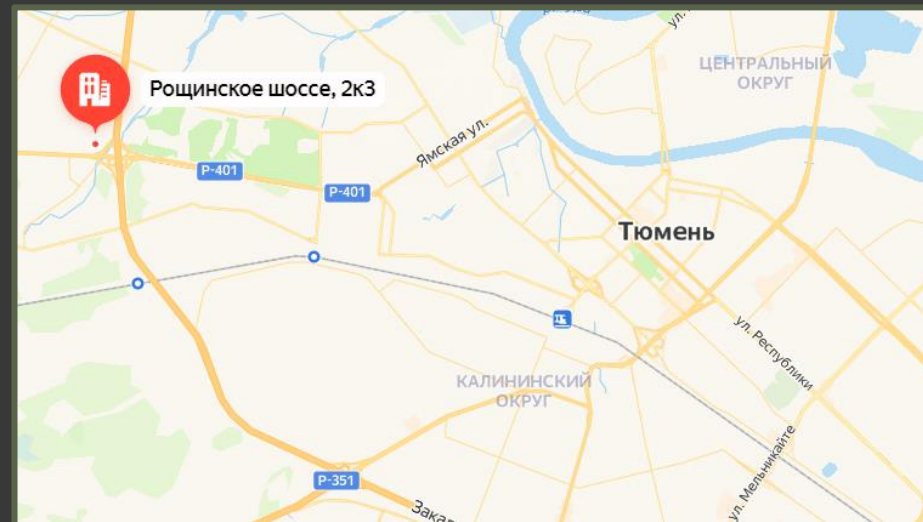 Рощинское шоссе, 2к3
ЦЕНТРАЛЬНЫЙ
ОКРУГ
Ямская ул.
Р-401
Р-401
Тюмень
ул. Республики
КАЛИНИНСКИЙ
ОКРУГ
ул. Мельникайте
Р-351